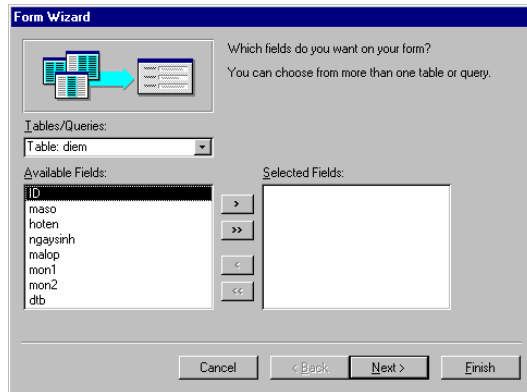 Form Wizard
Which fields do you want on your form?
You can choose from more than one table or query.
Tables/Queries:
Table: diem
Available Fields:
Selected Fields:
ID
maso
hoten
ngaysinh
malop
mon1
mon2
dtb
>
>>
<
<<
Cancel
< Back
Next >
Finish